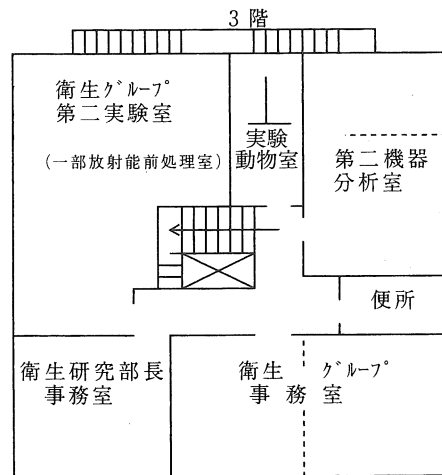 3 階
衛生ｸﾞﾙｰﾌﾟ
第二実験室
(一部放射能前処理室)
実験
動物室
第二機器
分析室
便所
衛生研究部長
事務室
衛生 ｸﾞﾙｰﾌﾟ
事務室